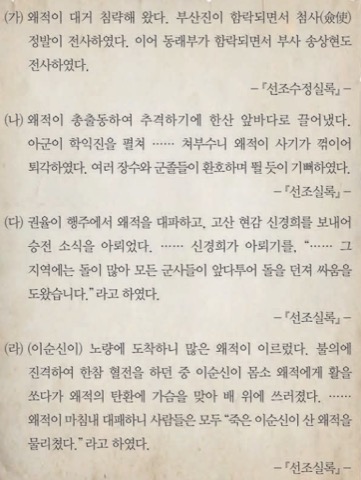 (가) 왜적이 대거 침략해 왔다. 부산진이 함락되면서 첨사(僉使)
정발이 전사하였다. 이어 동래부가 함락되면서 부사 송상현도
전사하였다.
-『선조수정실록』-
(나) 왜적이 총출동하여 추격하기에 한산 앞바다로 끌어냈다.
아군이 학익진을 펼쳐 …… 쳐부수니 왜적이 사기가 꺾이어
퇴각하였다. 여러 장수와 군졸들이 환호하며 뛸 듯이 기뻐하였다.
-『선조실록』-
(다) 권율이 행주에서 왜적을 대파하고, 고산 현감 신경희를 보내어
승전 소식을 아뢰었다. …… 신경희가 아뢰기를, “…… 그
지역에는 돌이 많아 모든 군사들이 앞다투어 돌을 던져 싸움을
도왔습니다.”라고 하였다.
-『선조실록』-
(라) (이순신이) 노량에 도착하니 많은 왜적이 이르렀다. 불의에
진격하여 한참 혈전을 하던 중 이순신이 몸소 왜적에게 활을
쏘다가 왜적의 탄환에 가슴을 맞아 배 위에 쓰러졌다. ……
왜적이 마침내 대패하니 사람들은 모두 “죽은 이순신이 산 왜적을
물리쳤다.”라고 하였다.
-『선조실록』-